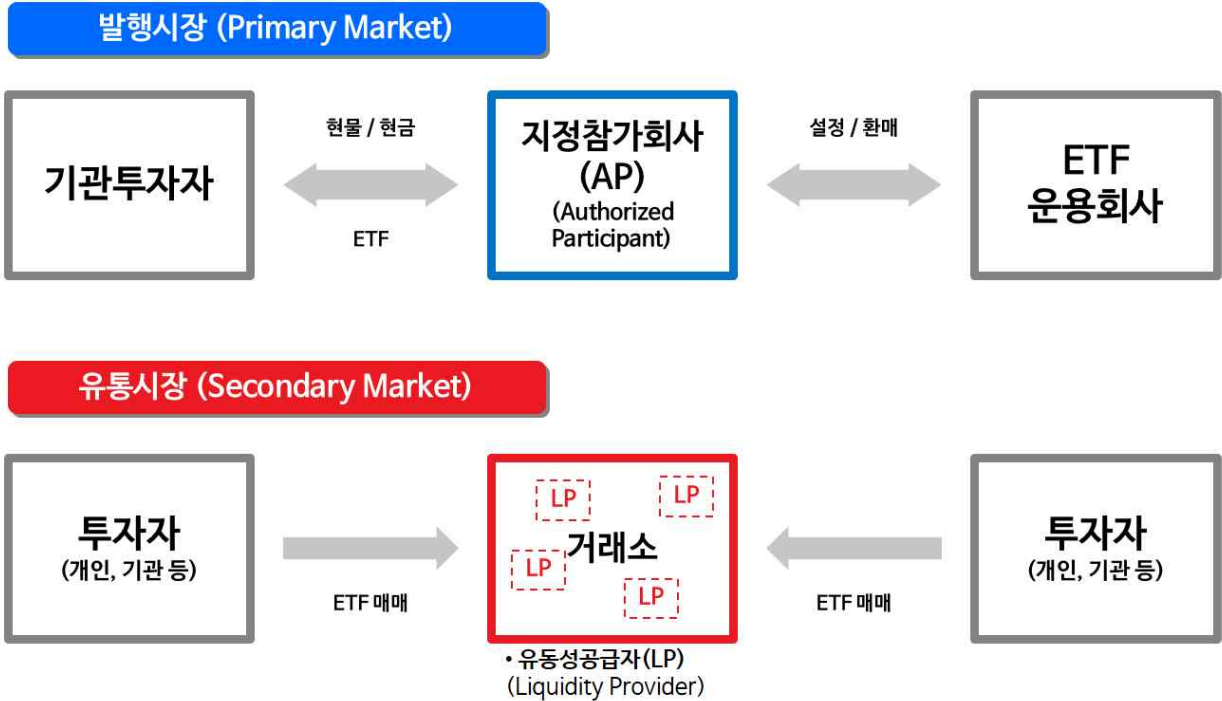 발행시장 (Primary Market)
기관투자자
현물 / 현금
ETF
지정참가회사
(AP)
(Authorized
Participant)
설정 / 환매
ETF
운용회사
유통시장 (Secondary Market)
투자자
(개인, 기관 등)
ETF 매매
LP
LP
거래소
LP
LP
• 유동성공급자(LP)
(Liquidity Provider)
ETF 매매
투자자
(개인, 기관 등)